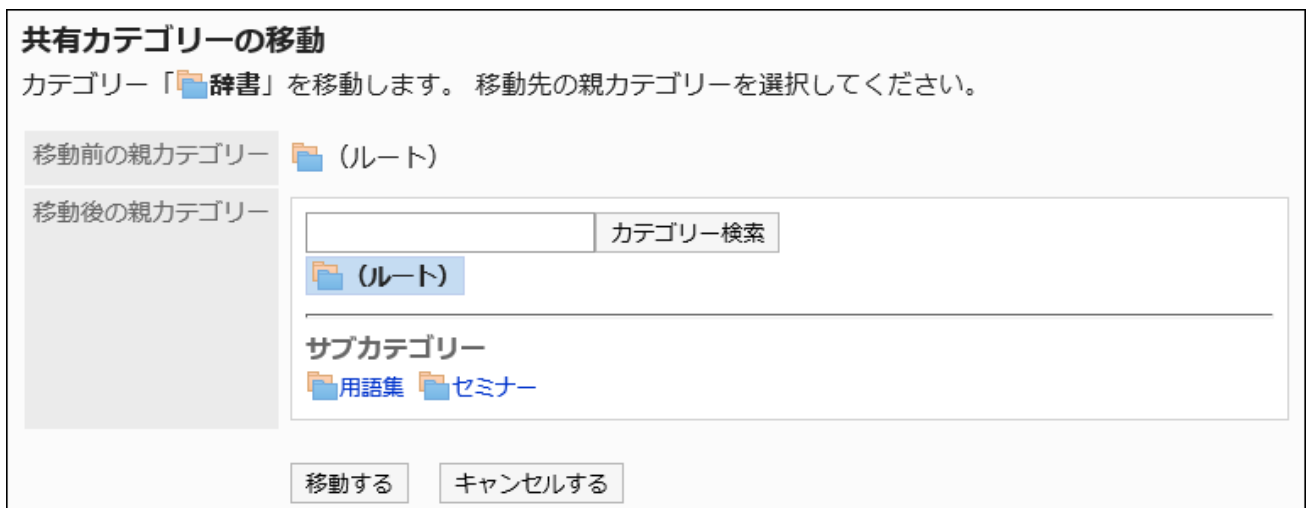 共有カテゴリーの移動
カテゴリー「辞書」を移動します。 移動先の親カテゴリーを選択してください。
移動前の親カテゴリー (ルート)
移動後の親カテゴリー
カテゴリー検索
(ルート)
サブカテゴリー
用語集 セミナー
移動する キャンセルする